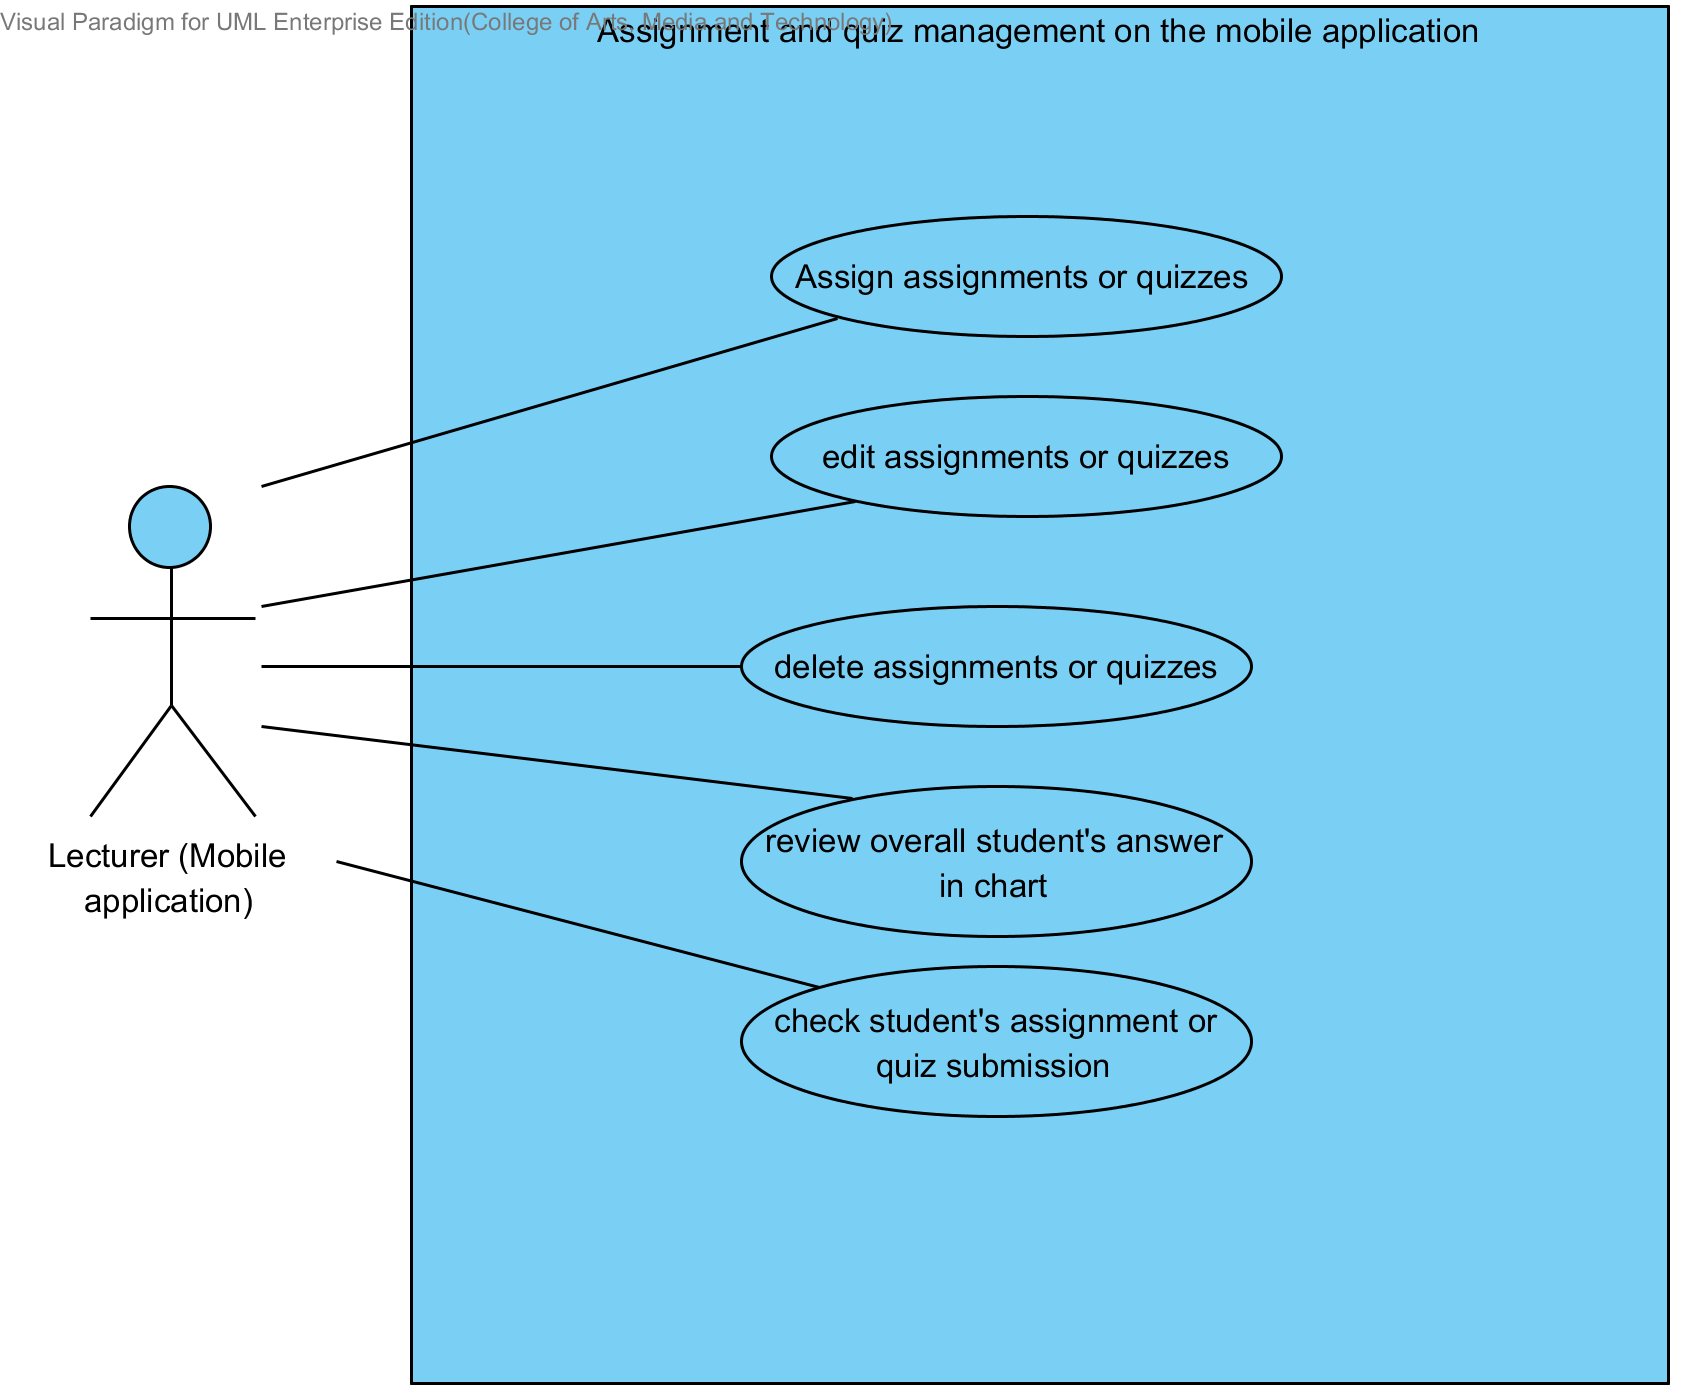 Visual Paradigm for UML Enterprise Edition(College of Arts, Media and Technology)
Assignment and quiz management on the mobile application
Assign assignments or quizzes
edit assignments or quizzes
delete assignments or quizzes
review overall student's answer
in chart
Lecturer (Mobile
application)
check student's assignment or
quiz submission